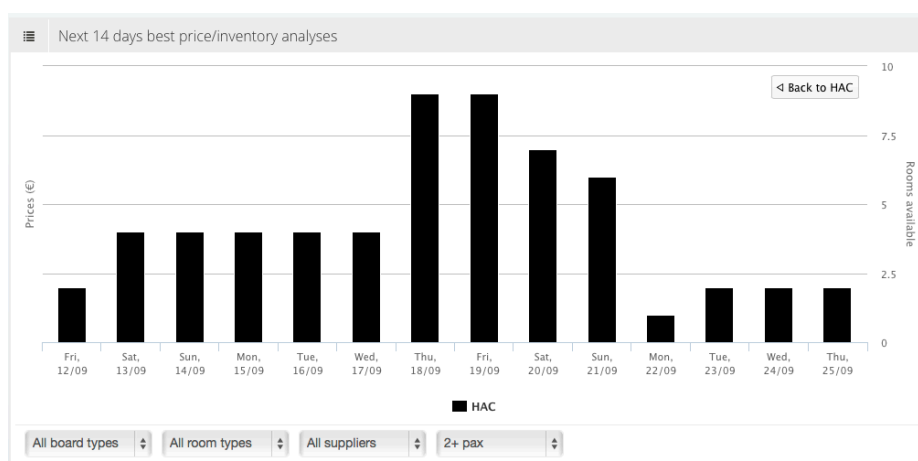 Next 14 days best price/inventory analyses
10
Back to HAC
7.5
Prices (€)
Rooms available
5
2.5
0
Fri, 12/09
Sat, 13/09
Sun, 14/09
Mon, 15/09
Tue, 16/09
Wed, 17/09
Thu, 18/09
Fri, 19/09
Sat, 20/09
Sun, 21/09
Mon, 22/09
Tue, 23/09
Wed, 24/09
Thu, 25/09
HAC
All board types
All room types
All suppliers
2+ pax